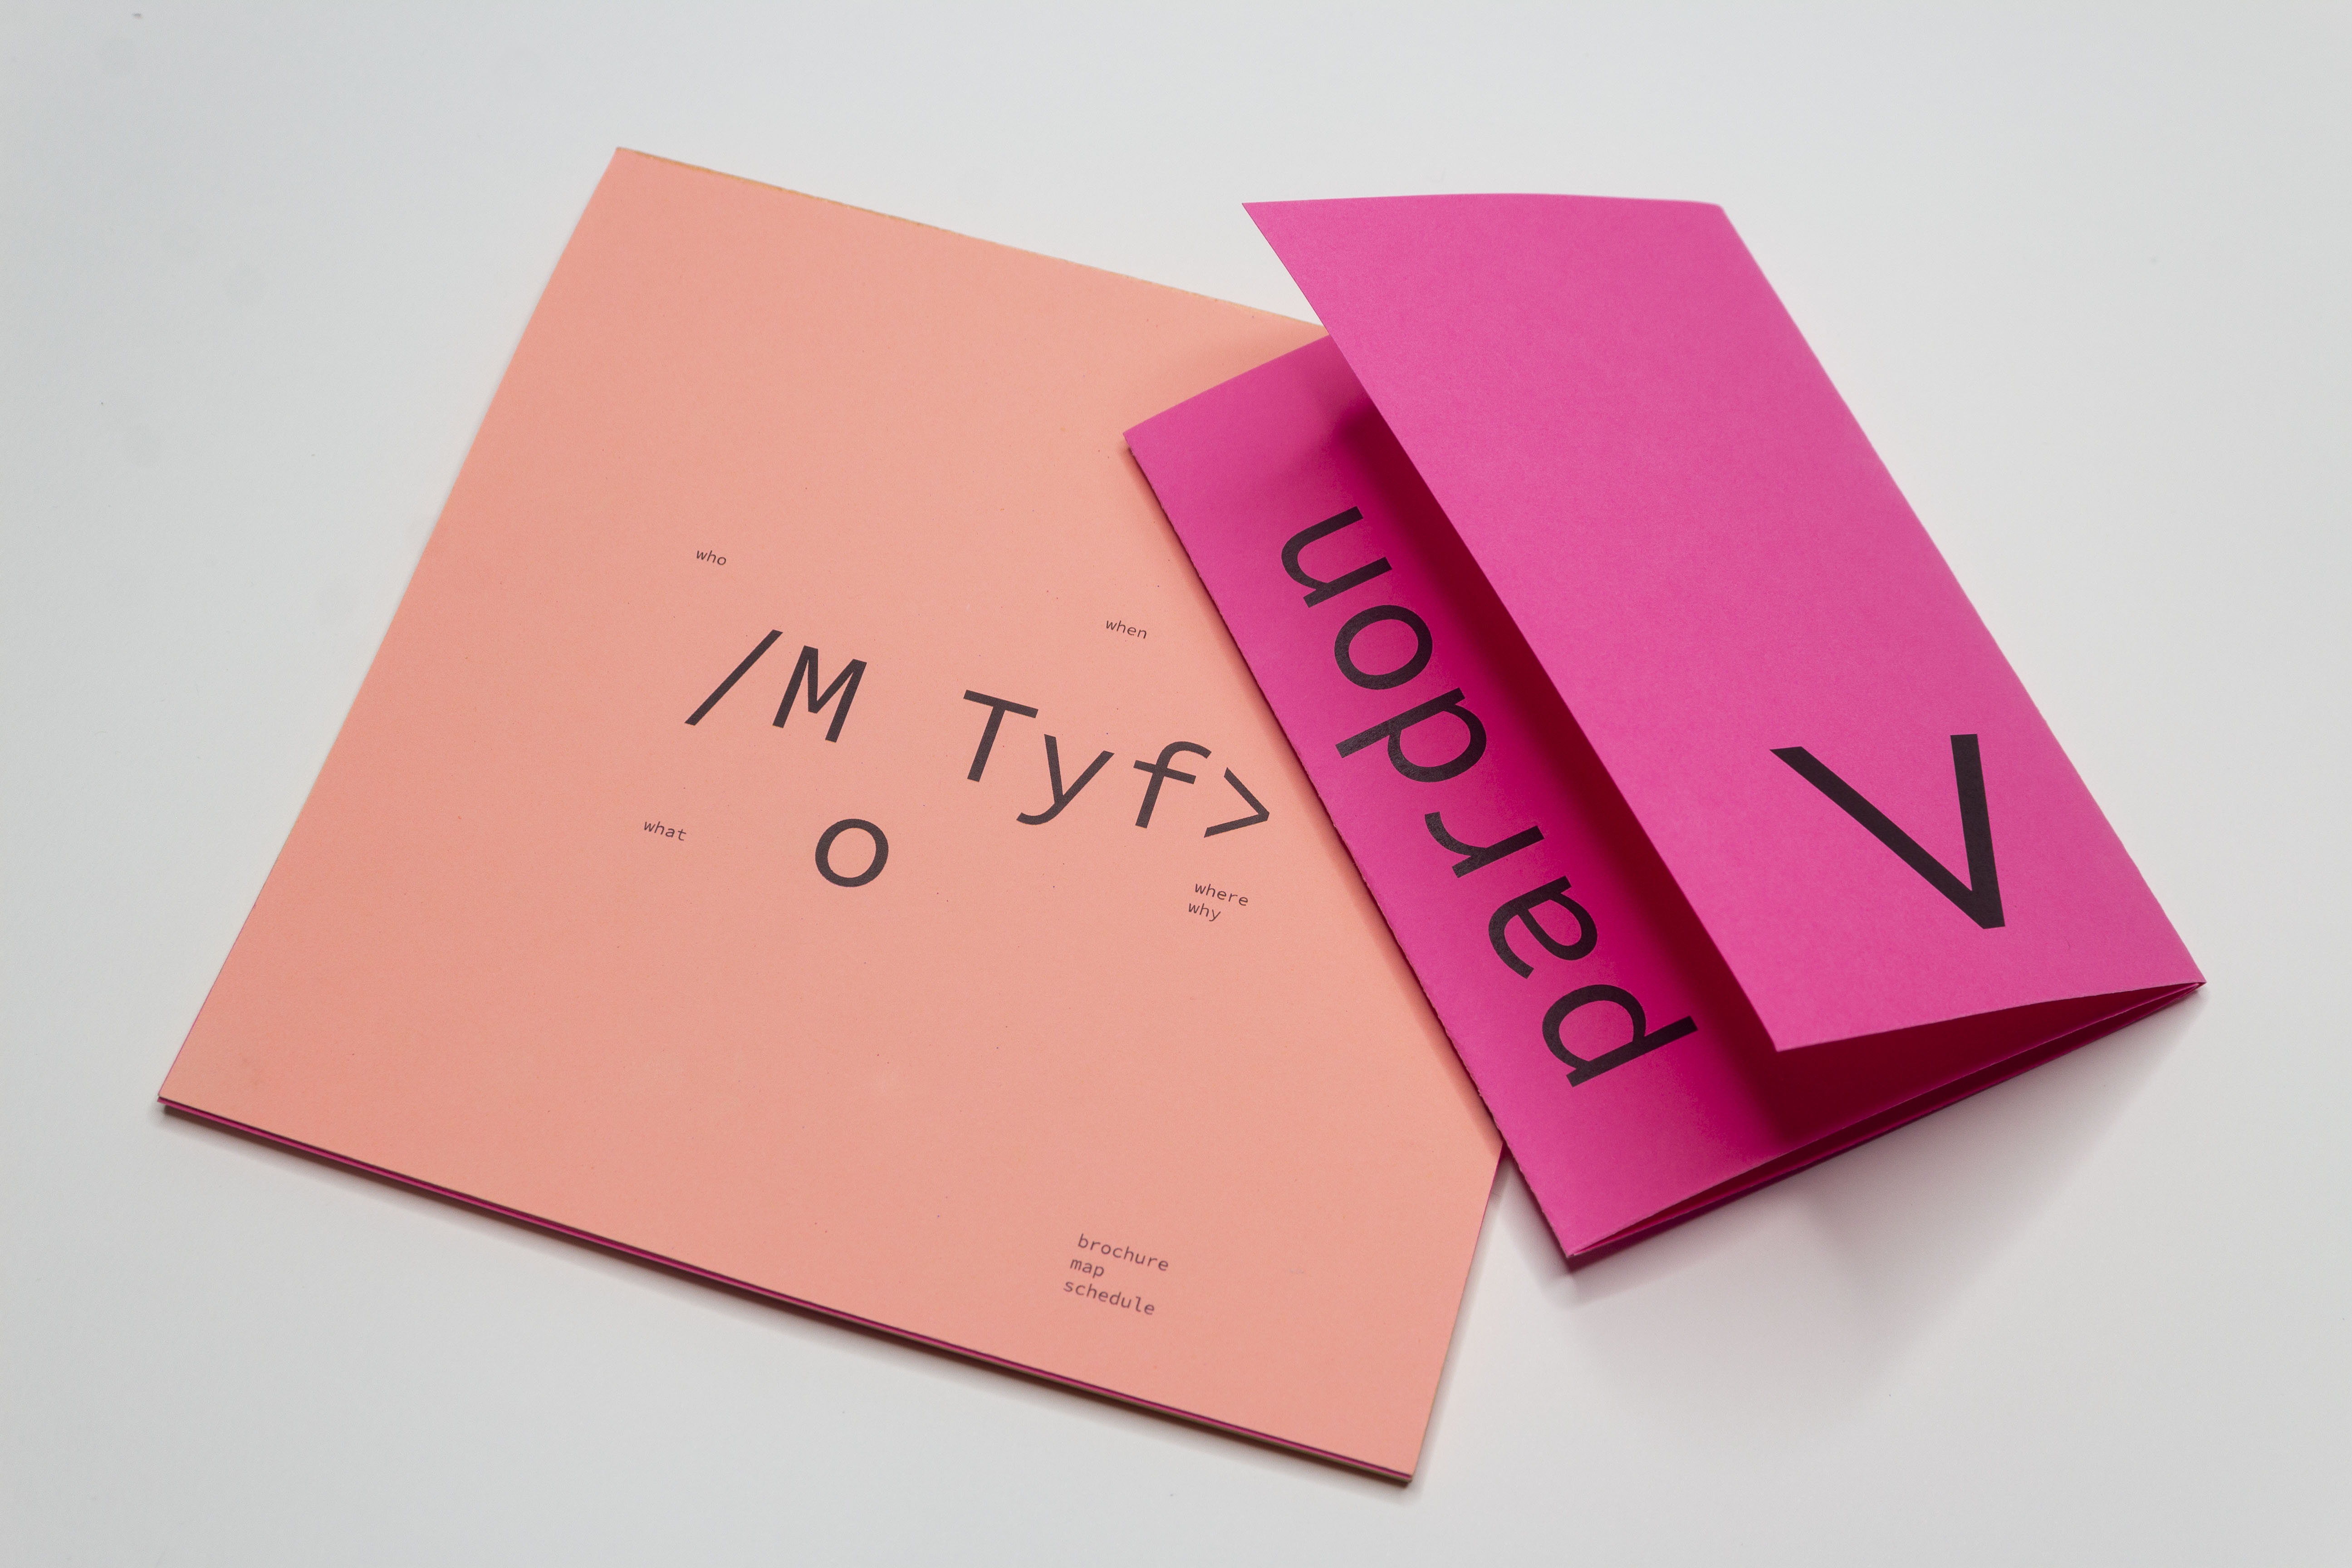 who
when
/M Tyf>
o
what
where
why
brochure
map
schedule
pardon
>